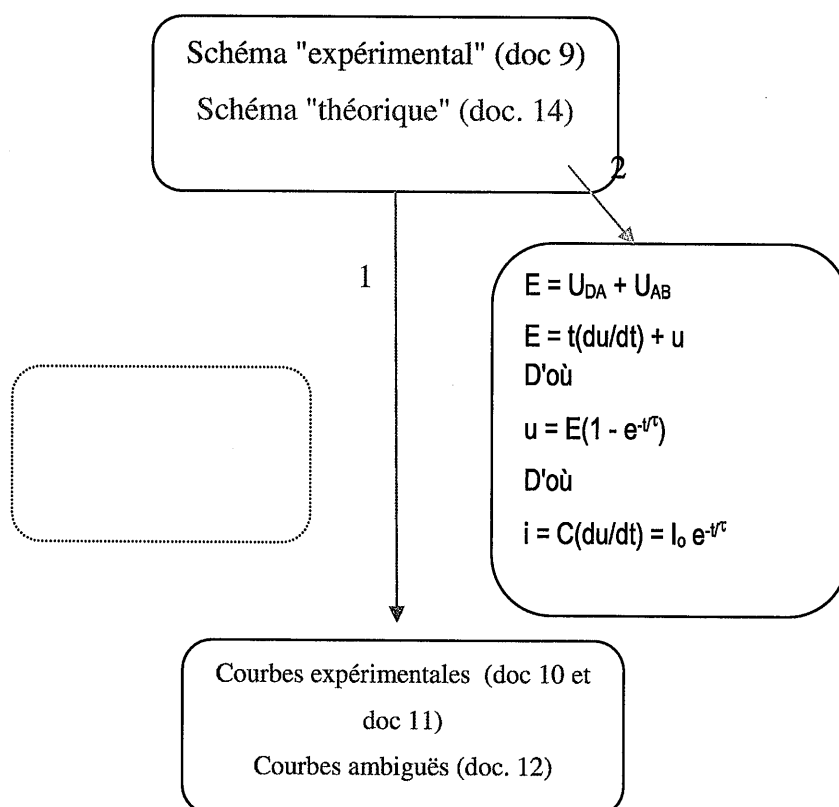 Schéma "expérimental" (doc 9)
Schéma "théorique" (doc. 14)
2
1
E = U_DA + U_AB
E = t(du/dt) + u
D'où
u = E(1 - e^-t/τ)
D'où
i = C(du/dt) = I_o e^-t/τ
Courbes expérimentales (doc 10 et
doc 11)
Courbes ambiguës (doc. 12)